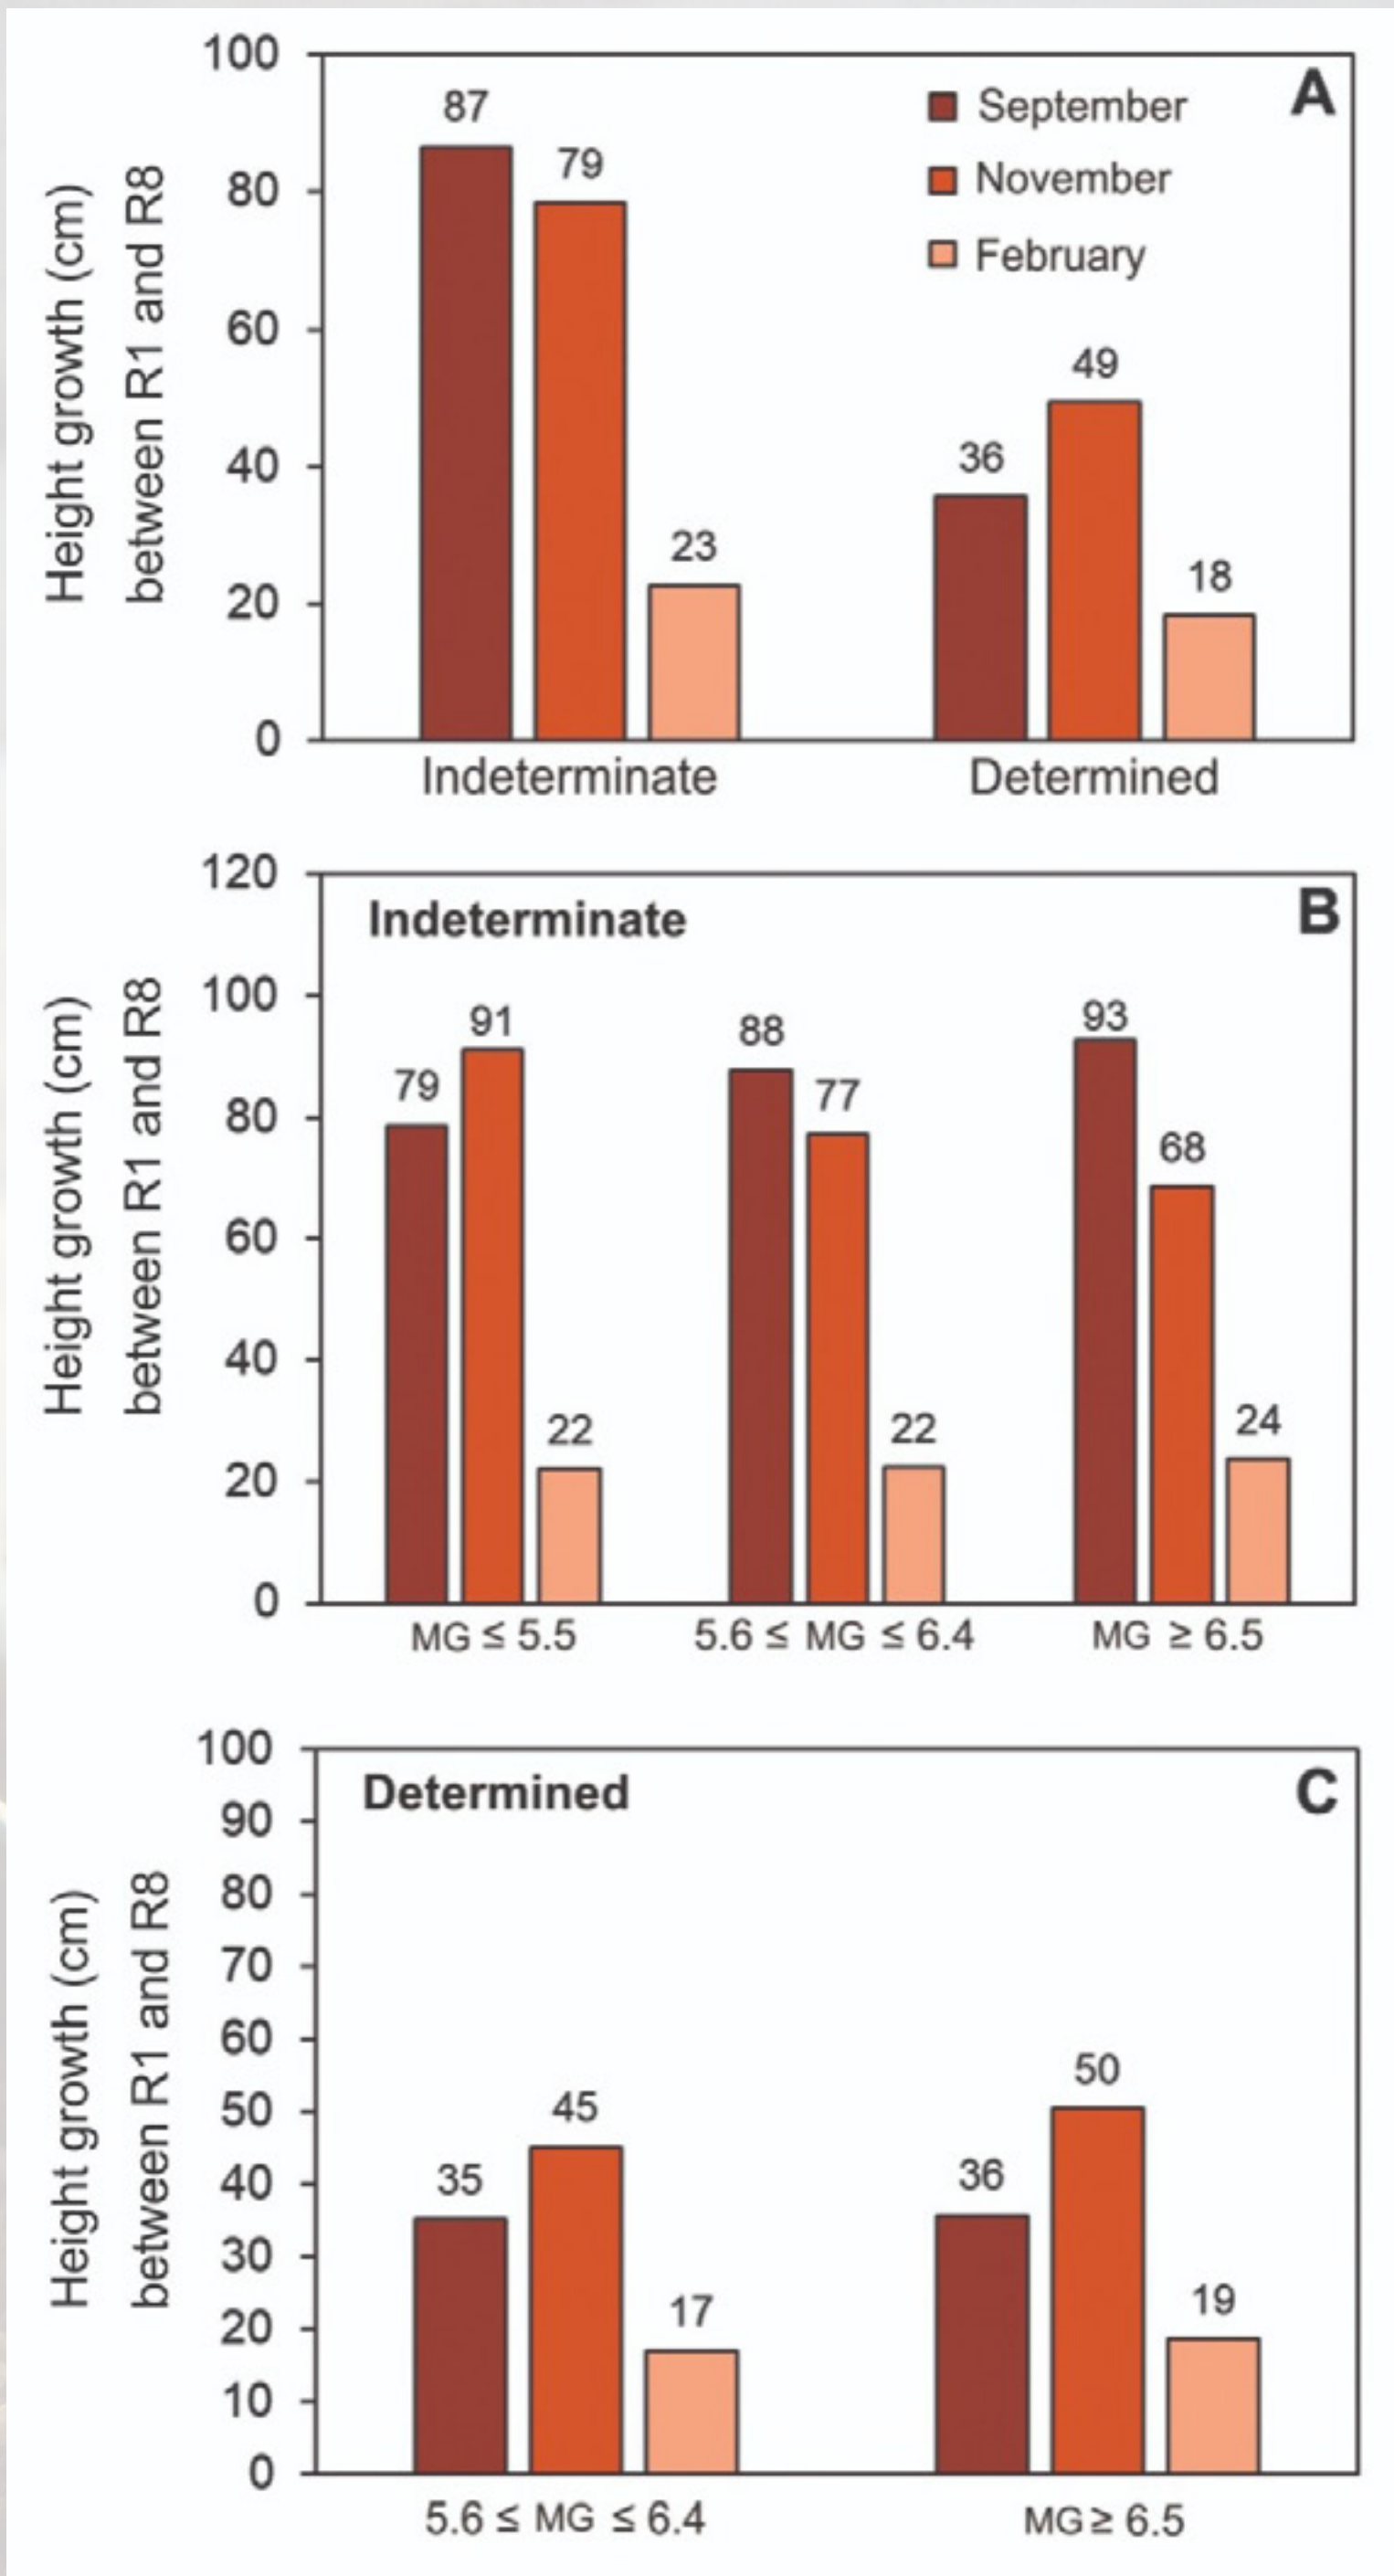 100
80
60
40
20
0
Height growth (cm)
between R1 and R8
A
September
November
February
87
79
23
36
49
18
Indeterminate
Determined
120
100
80
60
40
20
0
Height growth (cm)
between R1 and R8
Indeterminate
B
79
91
22
88
77
22
93
68
24
MG ≤ 5.5
5.6 ≤ MG ≤ 6.4
MG ≥ 6.5
100
90
80
70
60
50
40
30
20
10
0
Height growth (cm)
between R1 and R8
Determined
C
35
45
17
36
50
19
5.6 ≤ MG ≤ 6.4
MG ≥ 6.5